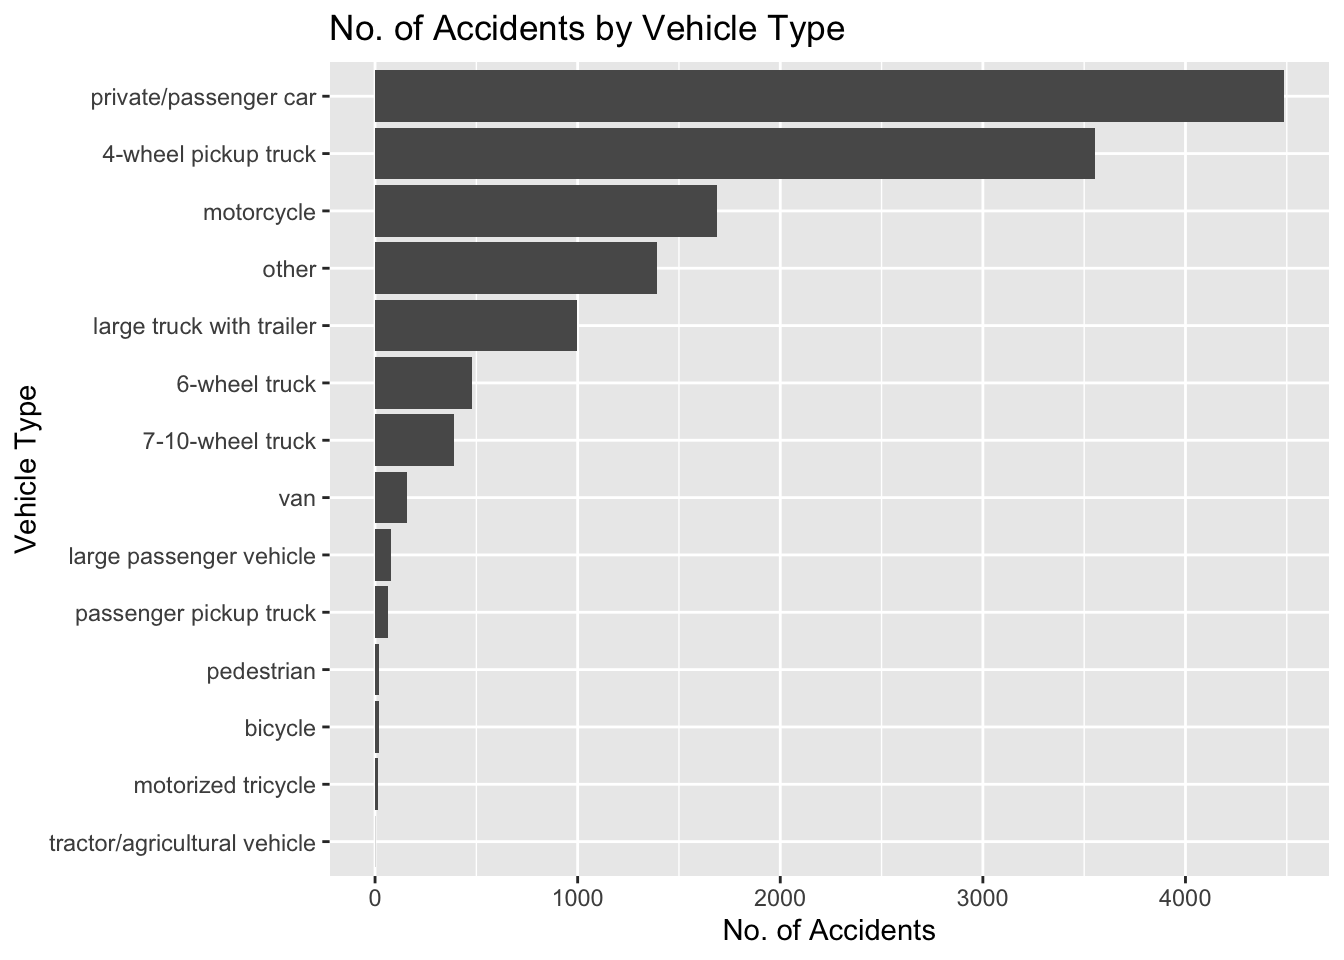 No. of Accidents by Vehicle Type
private/passenger car
4-wheel pickup truck
motorcycle
other
large truck with trailer
6-wheel truck
7-10-wheel truck
van
large passenger vehicle
passenger pickup truck
pedestrian
bicycle
motorized tricycle
tractor/agricultural vehicle
Vehicle Type
0 1000 2000 3000 4000
No. of Accidents